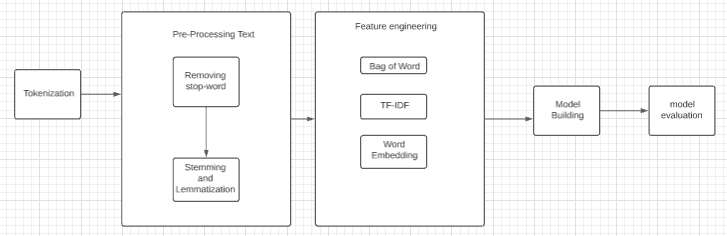 Tokenization
Pre-Processing Text
Removing
stop-word
Stemming
and
Lemmatization
Feature engineering
Bag of Word
TF-IDF
Word
Embedding
Model
Building
model
evaluation